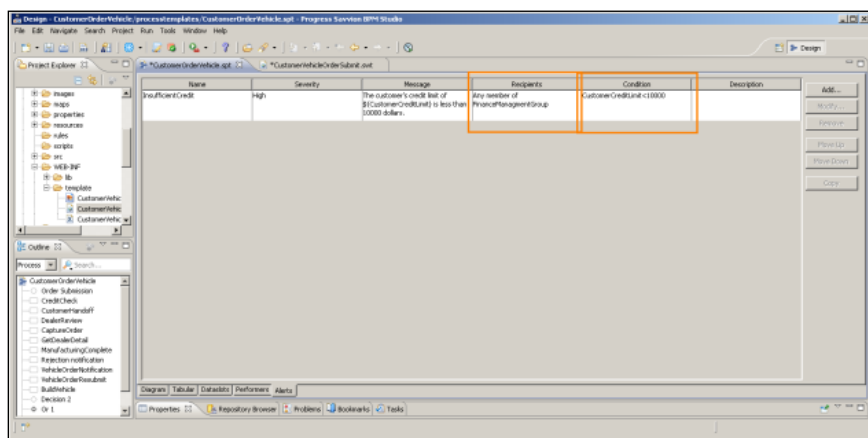 Design - CustomerOrderVehicle/processtemplates/CustomerOrderVehicle.spt - Progress Savvion BPM Studio
File Edit Navigate Search Project Run Tools Window Help
Design
Project Explorer
*CustomerOrderVehicle.spt
*CustomerVehicleOrderSubmit.swt
Name Severity Message Recipients Condition Description
InsufficientCredit High The customer's credit limit of Any member of CustomerCreditLimit<10000
$(CustomerCreditLimit) is less than FinanceManagmentGroup
10000 dollars.
Add...
Modify...
Remove
Move Up
Move Down
Copy
images
maps
properties
resources
rules
scripts
src
WEB-INF
lib
template
CustomerVehic
CustomerVehic
CustomerVehic
Outline
Process Search...
CustomerOrderVehicle
Order Submission
CreditCheck
CustomerHandoff
DealerReview
CaptureOrder
GetDealerDetail
ManufacturingComplete
Rejection notification
VehicleOrderNotification
VehicleOrderResubmit
BuildVehicle
Decision 2
Or 1
Diagram Tabular Dataslots Performers Alerts
Properties Repository Browser Problems Bookmarks Tasks